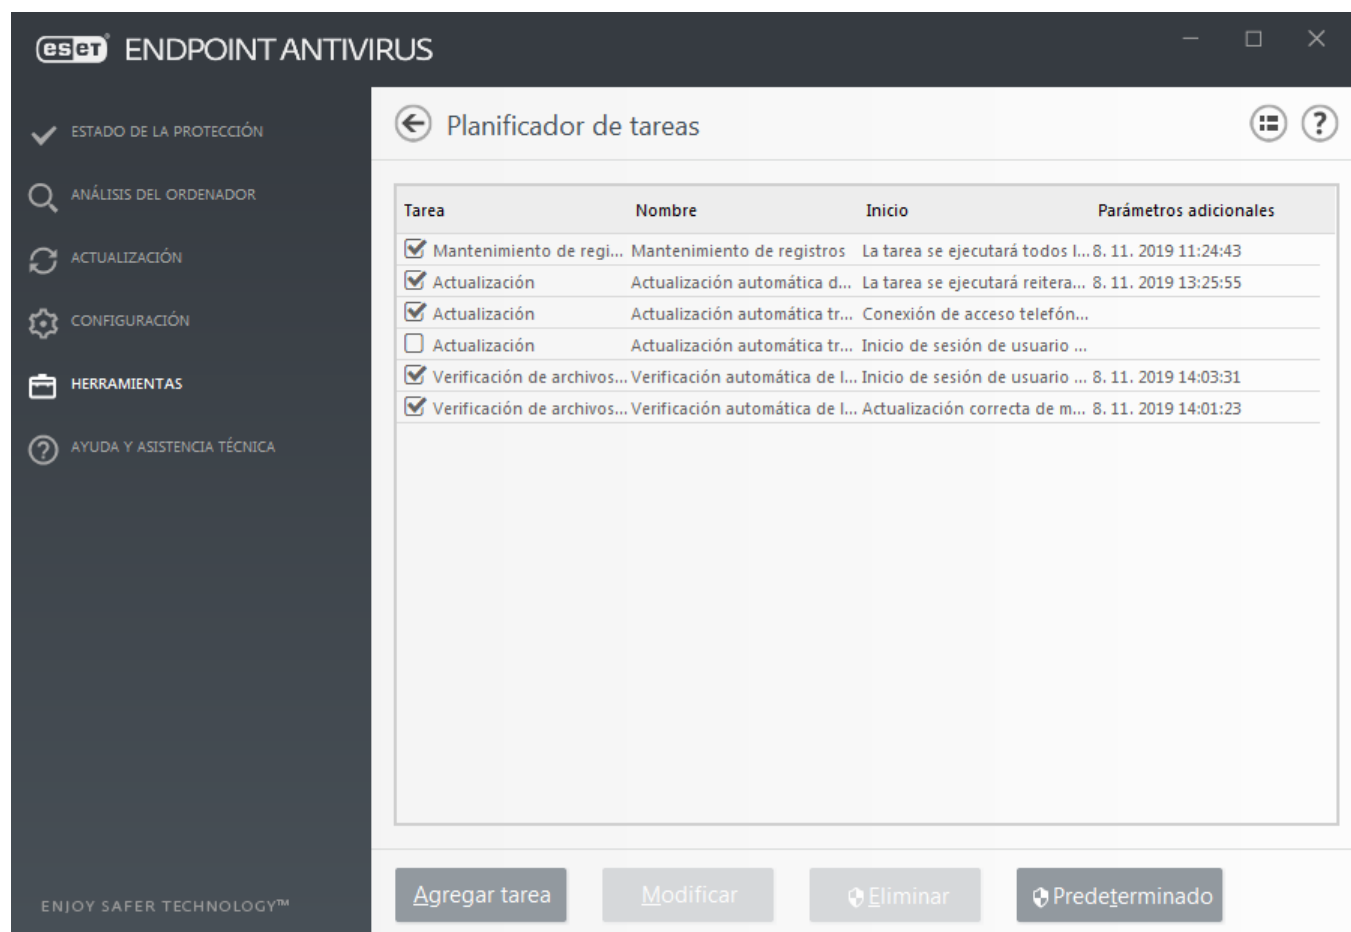 eset ENDPOINT ANTIVIRUS
ESTADO DE LA PROTECCIÓN
ANÁLISIS DEL ORDENADOR
ACTUALIZACIÓN
CONFIGURACIÓN
HERRAMIENTAS
AYUDA Y ASISTENCIA TÉCNICA
ENJOY SAFER TECHNOLOGY™
Planificador de tareas
?
Tarea Nombre Inicio Parámetros adicionales
Mantenimiento de regi... Mantenimiento de registros La tarea se ejecutará todos l... 8. 11. 2019 11:24:43
Actualización Actualización automática d... La tarea se ejecutará reitera... 8. 11. 2019 13:25:55
Actualización Actualización automática tr... Conexión de acceso telefón...
Actualización Actualización automática tr... Inicio de sesión de usuario ...
Verificación de archivos... Verificación automática de l... Inicio de sesión de usuario ... 8. 11. 2019 14:03:31
Verificación de archivos... Verificación automática de l... Actualización correcta de m... 8. 11. 2019 14:01:23
Agregar tarea Modificar Eliminar Predeterminado